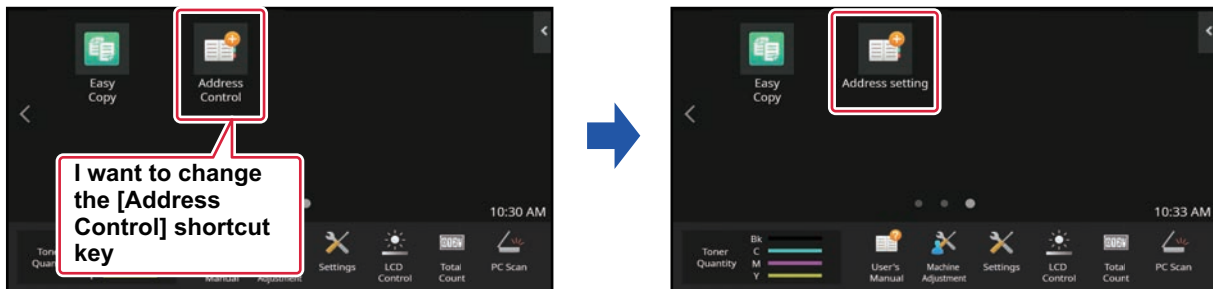 Easy
Copy
Address
Control
I want to change
the [Address
Control] shortcut
key
10:30 AM
Manual
Adjustment
Settings
LCD
Control
Total
Count
PC Scan
Easy
Copy
Address setting
10:33 AM
Toner
Quantity
Bk
C
M
Y
User's
Manual
Machine
Adjustment
Settings
LCD
Control
Total
Count
PC Scan